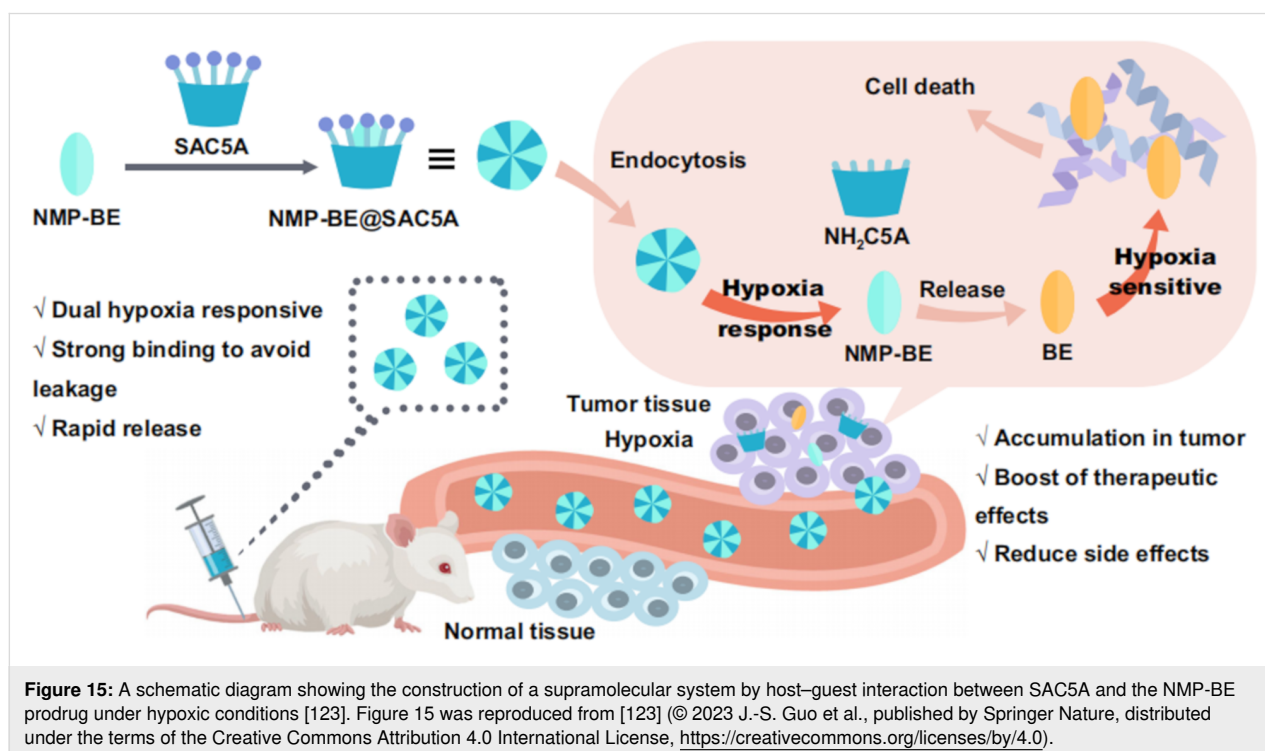 SAC5A
NMP-BE
NMP-BE@SAC5A
≡
Endocytosis
Cell death
NH₂C5A
Hypoxia
response
NMP-BE
Release
BE
Hypoxia
sensitive
√ Dual hypoxia responsive
√ Strong binding to avoid
leakage
√ Rapid release
Tumor tissue
Hypoxia
√ Accumulation in tumor
√ Boost of therapeutic
effects
√ Reduce side effects
Normal tissue
Figure 15: A schematic diagram showing the construction of a supramolecular system by host–guest interaction between SAC5A and the NMP-BE
prodrug under hypoxic conditions [123]. Figure 15 was reproduced from [123] (© 2023 J.-S. Guo et al., published by Springer Nature, distributed
under the terms of the Creative Commons Attribution 4.0 International License, https://creativecommons.org/licenses/by/4.0).